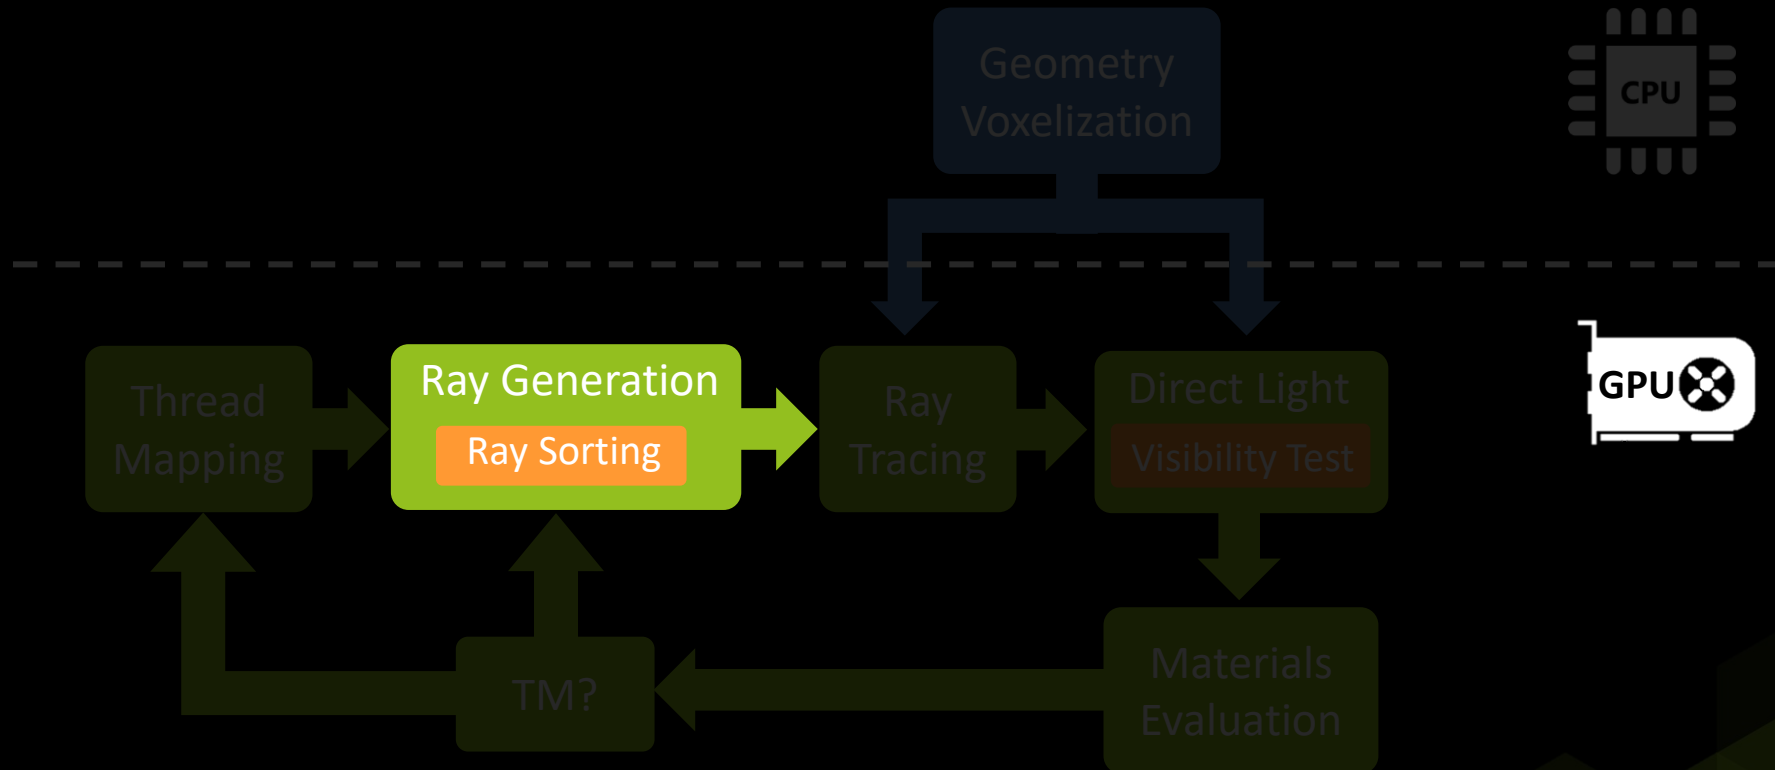 Geometry
Voxelization
CPU
Thread
Mapping
Ray Generation
Ray Sorting
Ray
Tracing
Direct Light
Visibility Test
GPU
TM?
Materials
Evaluation